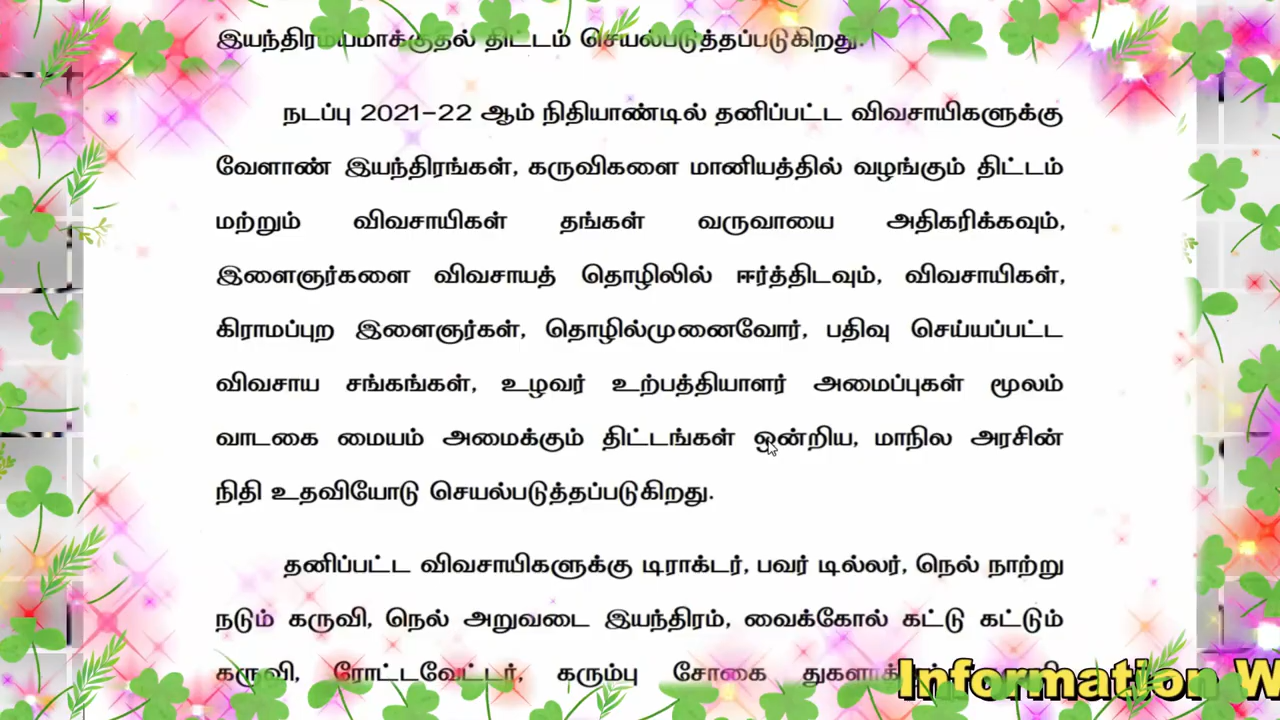 இயந்திரமயமாக்குதல் திட்டம் செயல்படுத்தப்படுகிறது.
நடப்பு 2021-22 ஆம் நிதியாண்டில் தனிப்பட்ட விவசாயிகளுக்கு
வேளாண் இயந்திரங்கள், கருவிகளை மானியத்தில் வழங்கும் திட்டம்
மற்றும் விவசாயிகள் தங்கள் வருவாயை அதிகரிக்கவும்,
இளைஞர்களை விவசாயத் தொழிலில் ஈர்த்திடவும், விவசாயிகள்,
கிராமப்புற இளைஞர்கள், தொழில்முனைவோர், பதிவு செய்யப்பட்ட
விவசாய சங்கங்கள், உழவர் உற்பத்தியாளர் அமைப்புகள் மூலம்
வாடகை மையம் அமைக்கும் திட்டங்கள் ஒன்றிய, மாநில அரசின்
நிதி உதவியோடு செயல்படுத்தப்படுகிறது.
தனிப்பட்ட விவசாயிகளுக்கு டிராக்டர், பவர் டில்லர், நெல் நாற்று
நடும் கருவி, நெல் அறுவடை இயந்திரம், வைக்கோல் கட்டு கட்டும்
கருவி, ரோட்டவேட்டர், கரும்பு சோகை
Information W